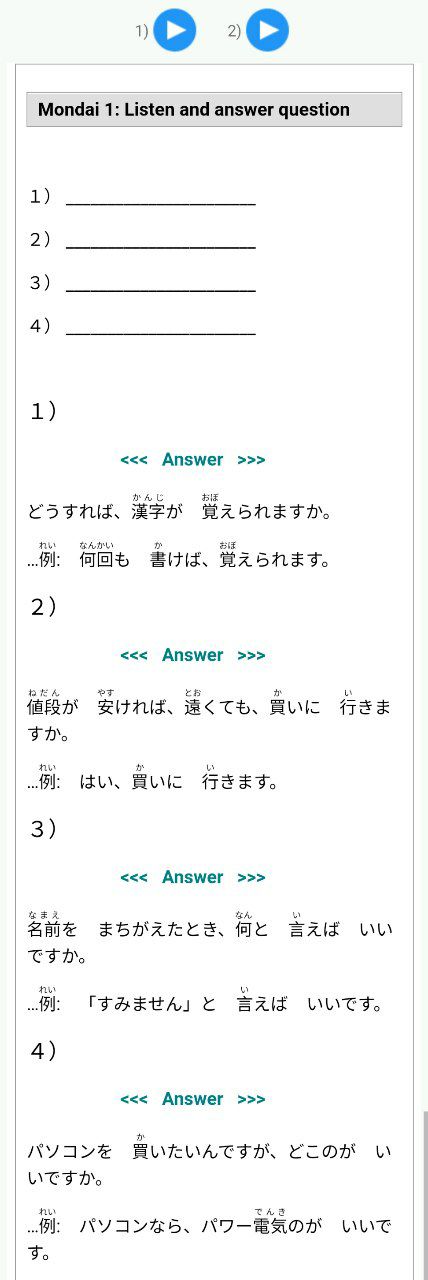 1)
2)
Mondai 1: Listen and answer question
1) ____________________
2) ____________________
3) ____________________
4) ____________________
1)
<<< Answer >>>
かんじ おぼ
どうすれば、漢字が 覚えられますか。
れい なんかい か おぼ
...例: 何回も 書けば、覚えられます。
2)
<<< Answer >>>
ねだん やす とお か い
値段が 安ければ、遠くても、買いに 行きま
すか。
れい か い
...例: はい、買いに 行きます。
3)
<<< Answer >>>
なまえ なん い
名前を まちがえたとき、何と 言えば いい
ですか。
れい い
...例: 「すみません」と 言えば いいです。
4)
<<< Answer >>>
か
パソコンを 買いたいんですが、どこのが い
いですか。
れい でんき
...例: パソコンなら、パワー電気のが いいで
す。